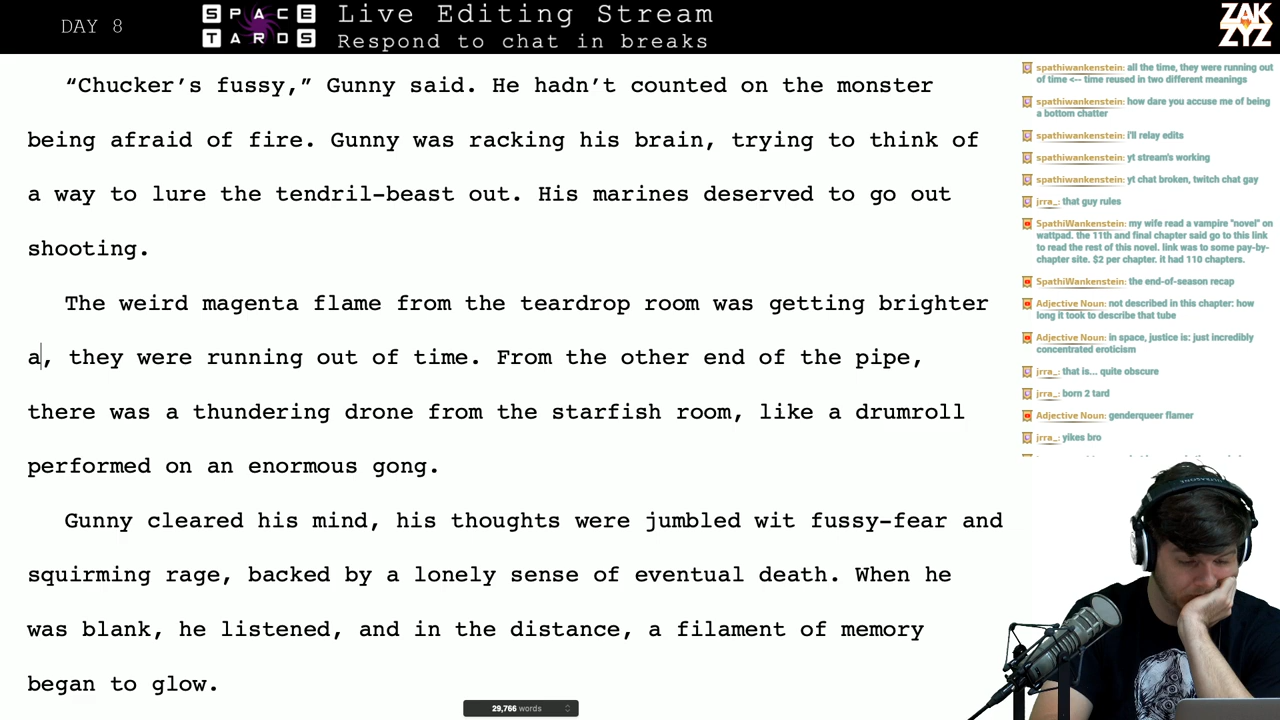 DAY 8
SPACE
TARDS
Live Editing Stream
Respond to chat in breaks
ZAK
ZYZ
“Chucker’s fussy,” Gunny said. He hadn’t counted on the monster
being afraid of fire. Gunny was racking his brain, trying to think of
a way to lure the tendril-beast out. His marines deserved to go out
shooting.
The weird magenta flame from the teardrop room was getting brighter
a, they were running out of time. From the other end of the pipe,
there was a thundering drone from the starfish room, like a drumroll
performed on an enormous gong.
Gunny cleared his mind, his thoughts were jumbled wit fussy-fear and
squirming rage, backed by a lonely sense of eventual death. When he
was blank, he listened, and in the distance, a filament of memory
began to glow.
29,766 words
spathiwankenstein: all the time, they were running out
of time <-- time reused in two different meanings
spathiwankenstein: how dare you accuse me of being
a bottom chatter
spathiwankenstein: i'll relay edits
spathiwankenstein: yt stream's working
spathiwankenstein: yt chat broken, twitch chat gay
jrra_: that guy rules
SpathiWankenstein: my wife read a vampire "novel" on
wattpad. the 11th and final chapter said go to this link
to read the rest of this novel. link was to some pay-by-
chapter site. $2 per chapter. it had 110 chapters.
SpathiWankenstein: the end-of-season recap
Adjective Noun: not described in this chapter: how
long it took to describe that tube
Adjective Noun: in space, justice is: just incredibly
concentrated eroticism
jrra_: that is... quite obscure
jrra_: born 2 tard
Adjective Noun: genderqueer flamer
jrra_: yikes bro